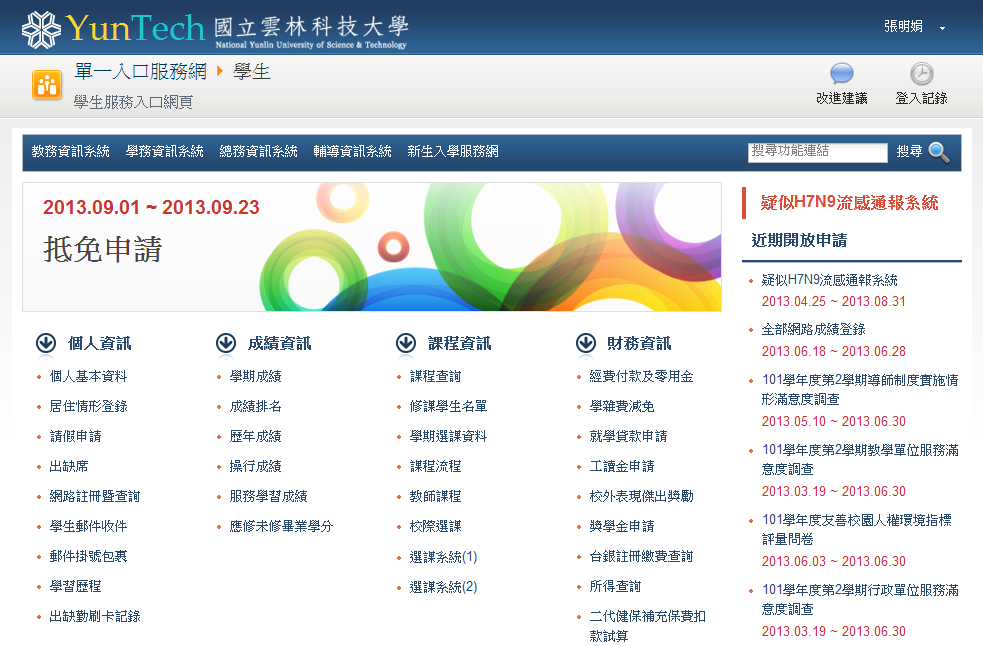 YunTech 國立雲林科技大學
National Yunlin University of Science & Technology
張明娟
單一入口服務網 學生
學生服務入口網頁
改進建議 登入記錄
教務資訊系統 學務資訊系統 總務資訊系統 輔導資訊系統 新生入學服務網 搜尋功能連結 搜尋
2013.09.01 ~ 2013.09.23
抵免申請
個人資訊
個人基本資料
居住情形登錄
請假申請
出缺席
網路註冊暨查詢
學生郵件收件
郵件掛號包裹
學習歷程
出缺勤刷卡記錄
成績資訊
學期成績
成績排名
歷年成績
操行成績
服務學習成績
應修未修畢業學分
課程資訊
課程查詢
修課學生名單
學期選課資料
課程流程
教師課程
校際選課
選課系統(1)
選課系統(2)
財務資訊
經費付款及零用金
學雜費減免
就學貸款申請
工讀金申請
校外表現傑出獎勵
獎學金申請
台銀註冊繳費查詢
所得查詢
二代健保補充保費扣
款試算
疑似H7N9流感通報系統
近期開放申請
疑似H7N9流感通報系統
2013.04.25 ~ 2013.08.31
全部網路成績登錄
2013.06.18 ~ 2013.06.28
101學年度第2學期導師制度實施情
形滿意度調查
2013.05.10 ~ 2013.06.30
101學年度第2學期教學單位服務滿
意度調查
2013.03.19 ~ 2013.06.30
101學年度友善校園人權環境指標
評量問卷
2013.06.03 ~ 2013.06.30
101學年度第2學期行政單位服務滿
意度調查
2013.03.19 ~ 2013.06.30